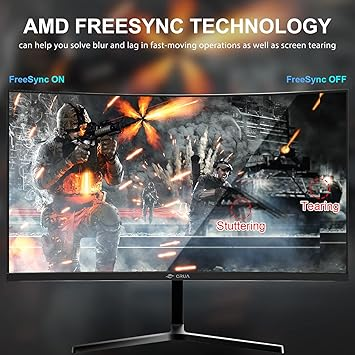 AMD FREESYNC TECHNOLOGY
can help you solve blur and lag in fast-moving operations as well as screen tearing
FreeSync ON
FreeSync OFF
Tearing
Stuttering
CRUA